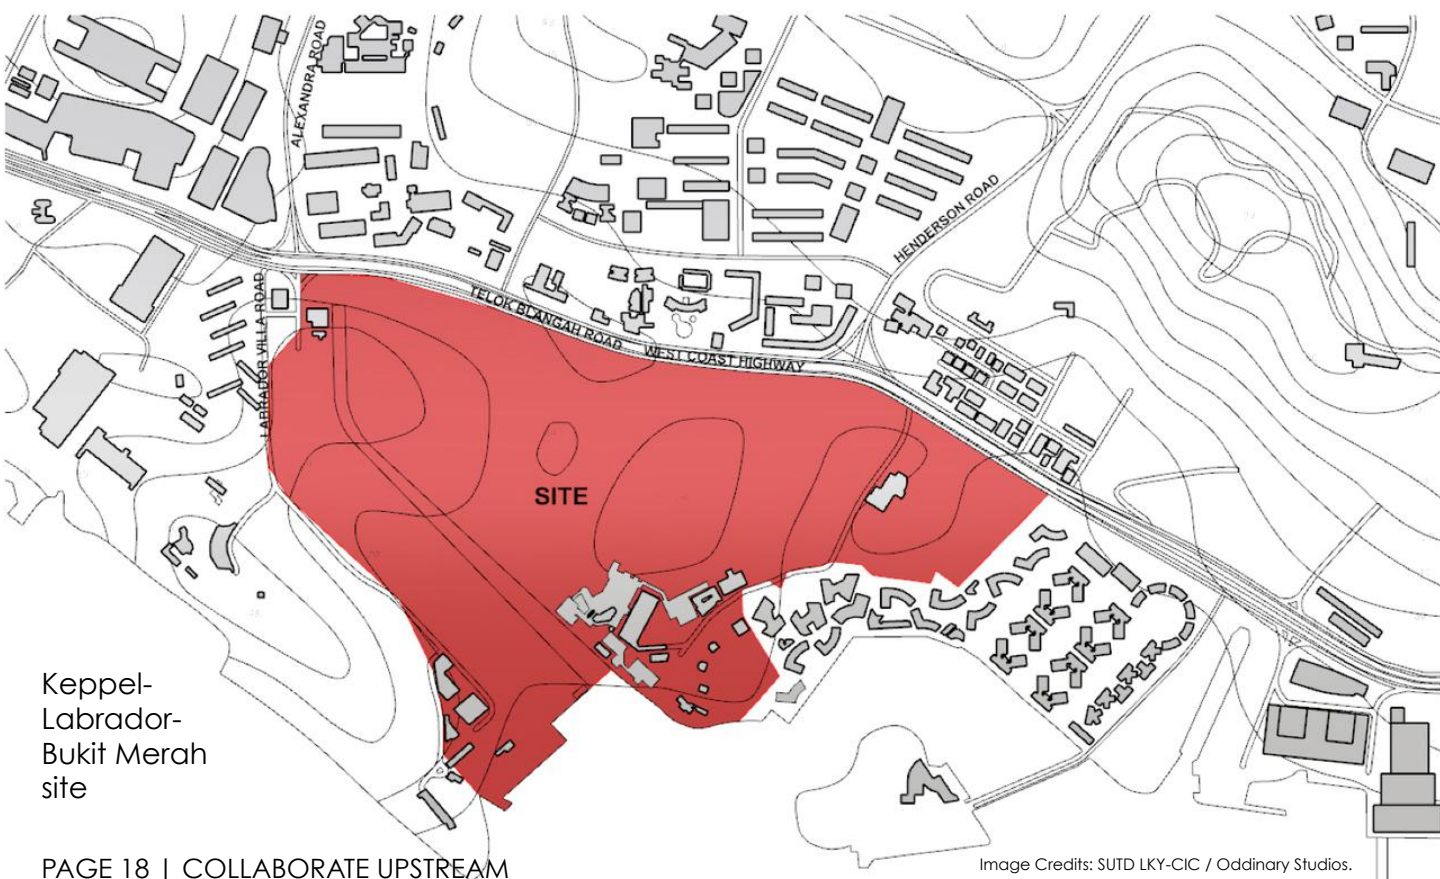 ALEXANDRA ROAD
HENDERSON ROAD
TELOK BLANGAH ROAD
WEST COAST HIGHWAY
LABRADOR VILLA ROAD
SITE
Keppel-
Labrador-
Bukit Merah
site
PAGE 18 | COLLABORATE UPSTREAM
Image Credits: SUTD LKY-CIC / Oddinary Studios.